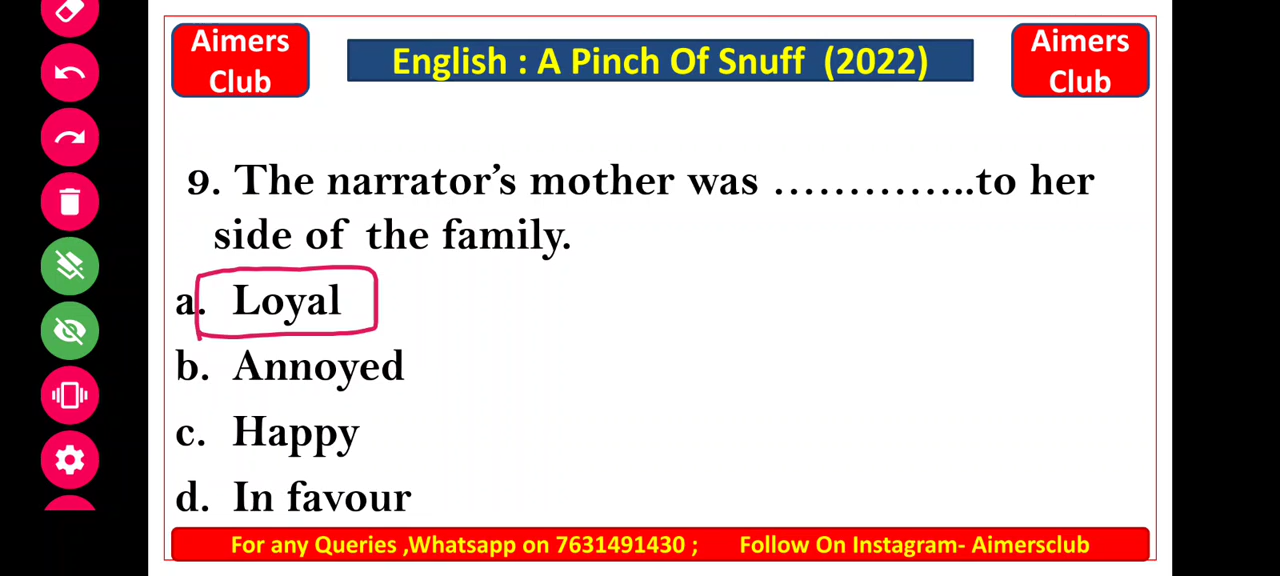 Aimers
Club
English : A Pinch Of Snuff (2022)
Aimers
Club
9. The narrator's mother was …………..to her
side of the family.
a. Loyal
b. Annoyed
c. Happy
d. In favour
For any Queries ,Whatsapp on 7631491430 ; Follow On Instagram- Aimersclub